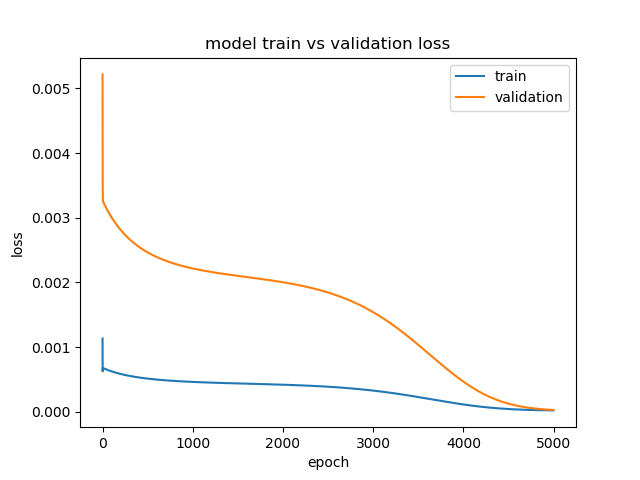 model train vs validation loss
train
validation
0.005
0.004
0.003
0.002
0.001
0.000
loss
0 1000 2000 3000 4000 5000
epoch